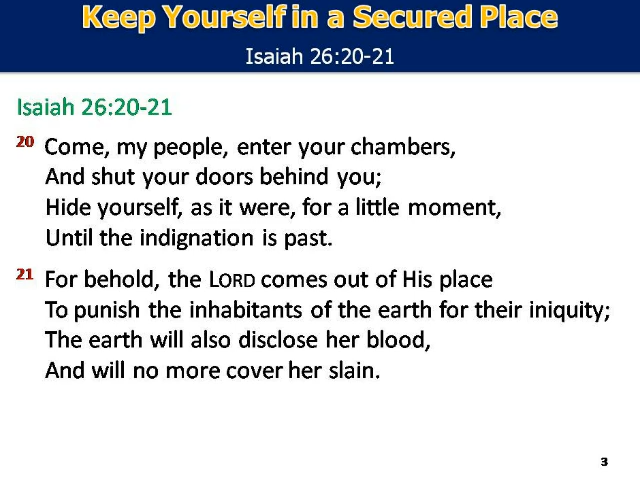 Keep Yourself in a Secured Place
Isaiah 26:20-21
Isaiah 26:20-21
20 Come, my people, enter your chambers,
And shut your doors behind you;
Hide yourself, as it were, for a little moment,
Until the indignation is past.
21 For behold, the LORD comes out of His place
To punish the inhabitants of the earth for their iniquity;
The earth will also disclose her blood,
And will no more cover her slain.
3